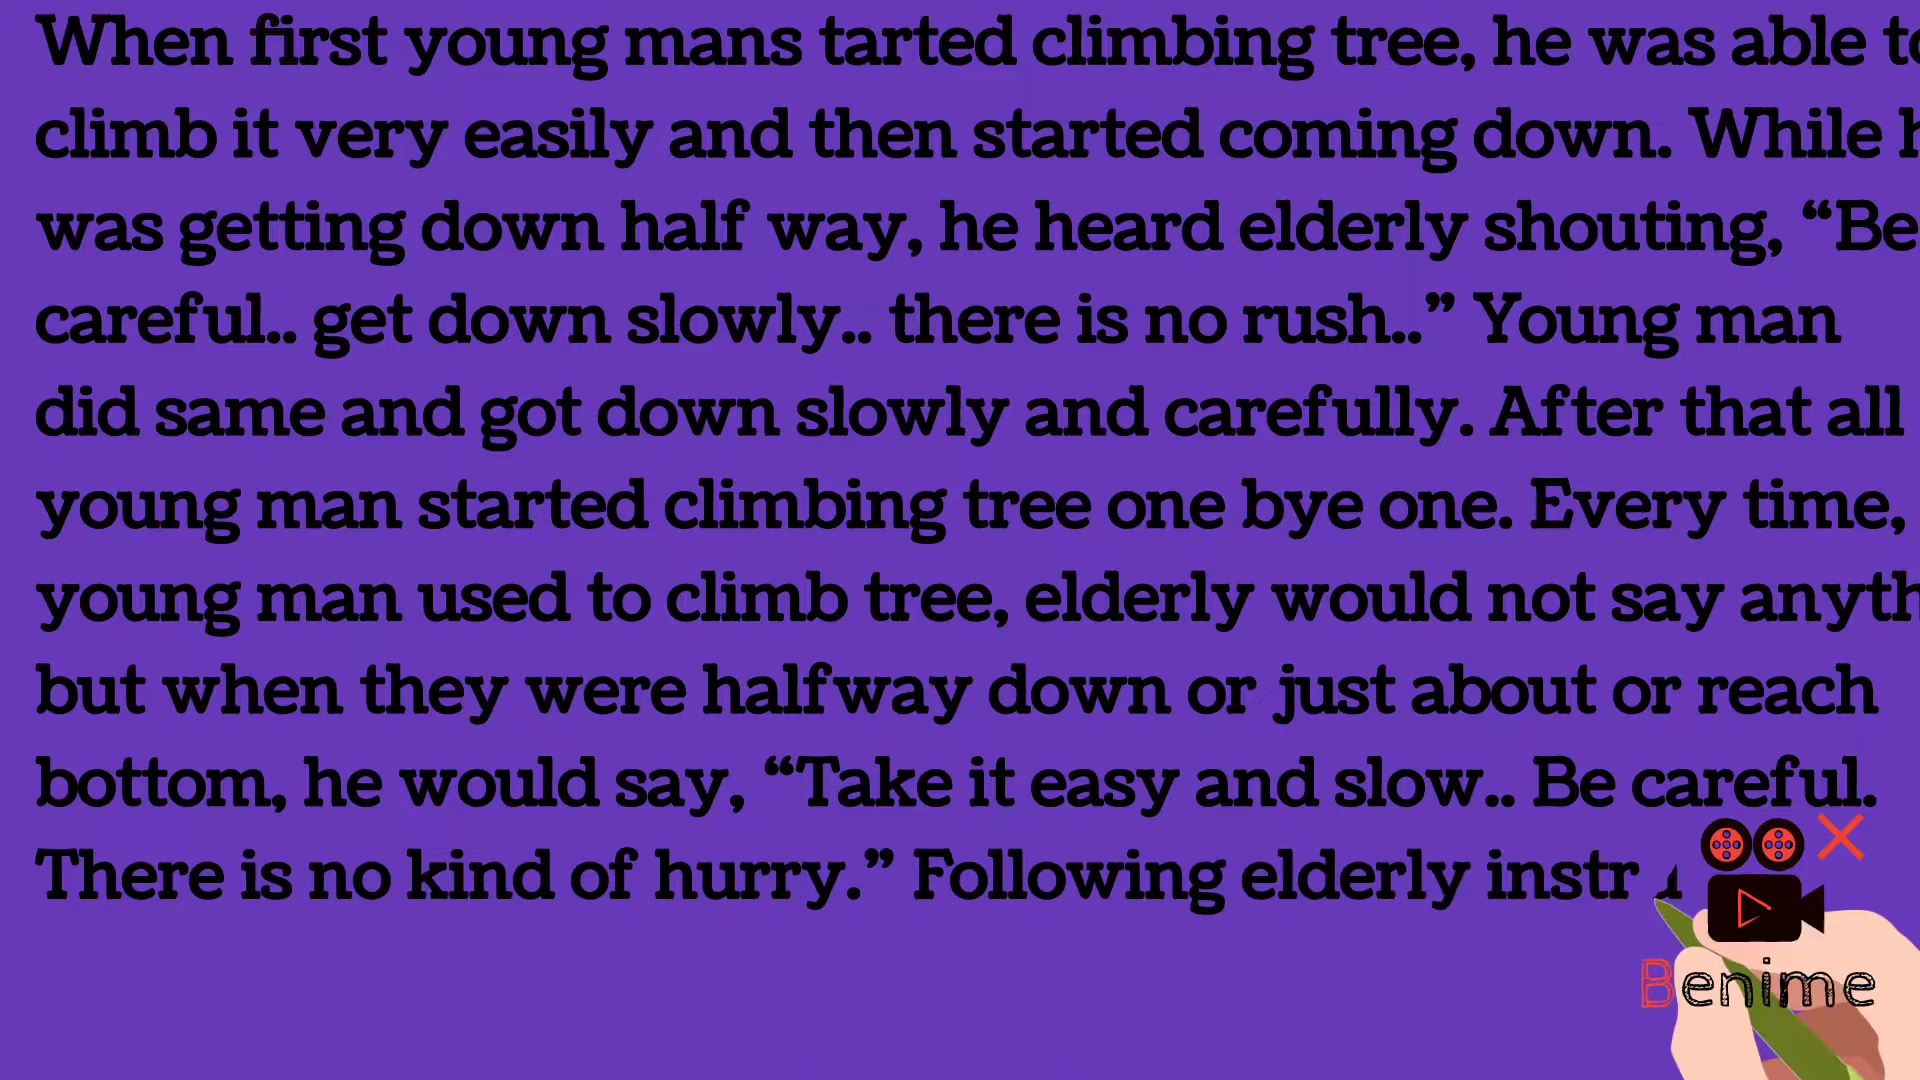 When first young mans tarted climbing tree, he was able to
climb it very easily and then started coming down. While h
was getting down half way, he heard elderly shouting, “Be
careful.. get down slowly.. there is no rush..” Young man
did same and got down slowly and carefully. After that all
young man started climbing tree one bye one. Every time,
young man used to climb tree, elderly would not say anyth
but when they were halfway down or just about or reach
bottom, he would say, “Take it easy and slow.. Be careful.
There is no kind of hurry.” Following elderly instr
Benime